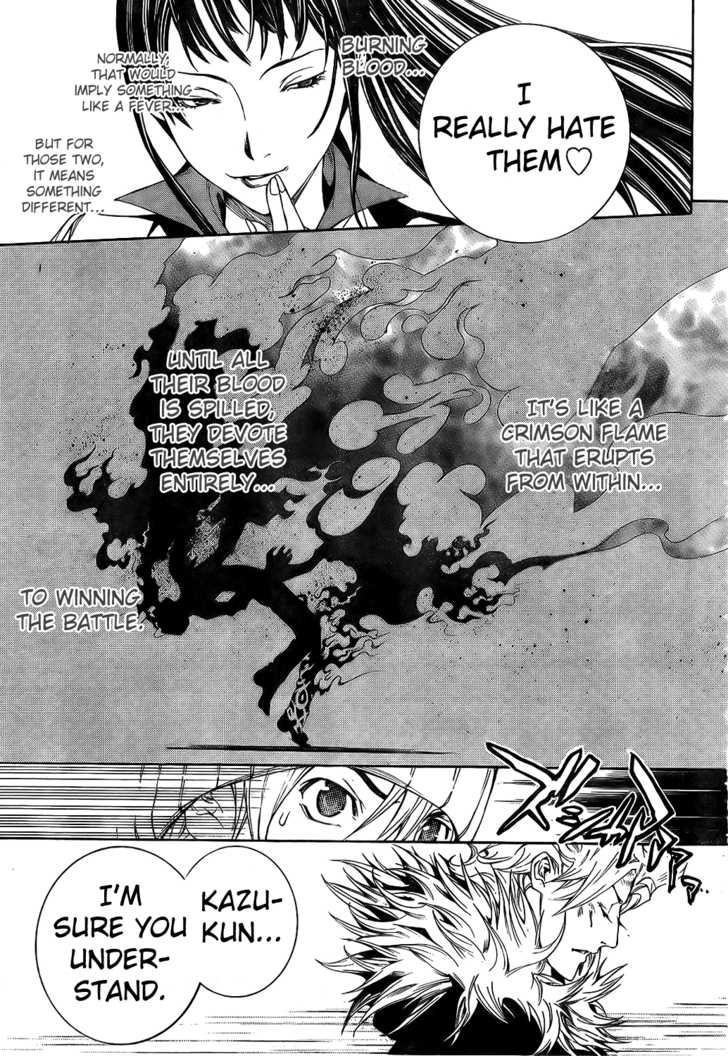 I
REALLY HATE
THEM♡
BURNING
BLOOD...
NORMALLY,
THAT WOULD
IMPLY SOMETHING
LIKE A FEVER...
BUT FOR
THOSE TWO,
IT MEANS
SOMETHING
DIFFERENT...
IT'S LIKE A
CRIMSON FLAME
THAT ERUPTS
FROM WITHIN...
UNTIL ALL
THEIR BLOOD
IS SPILLED,
THEY DEVOTE
THEMSELVES
ENTIRELY...
TO WINNING
THE BATTLE.
KAZU-
KUN...
I'M
SURE YOU
UNDER-
STAND.